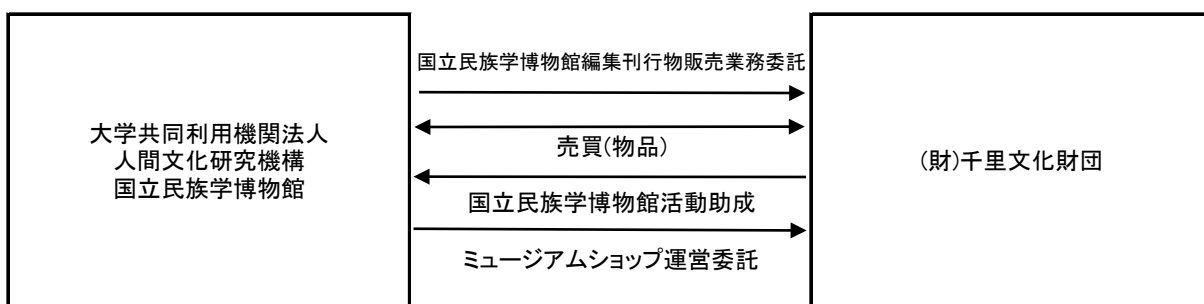 国立民族学博物館編集刊行物販売業務委託
大学共同利用機関法人
人間文化研究機構
国立民族学博物館
売買(物品)
(財)千里文化財団
国立民族学博物館活動助成
ミュージアムショップ運営委託